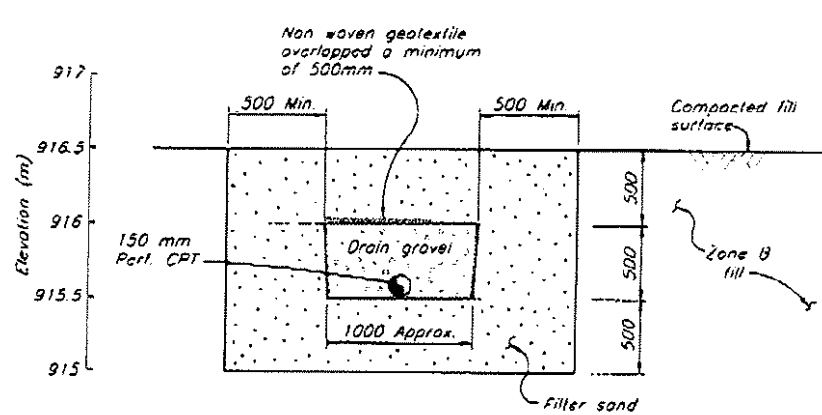 Non woven geotextile
overlapped a minimum
of 500mm
917
500 Min.
500 Min.
Compacted fill
surface
916.5
Elevation (m)
500
916
150 mm
Perf. CPT
Drain gravel
500
Zone B
fill
915.5
1000 Approx.
500
915
Filter sand